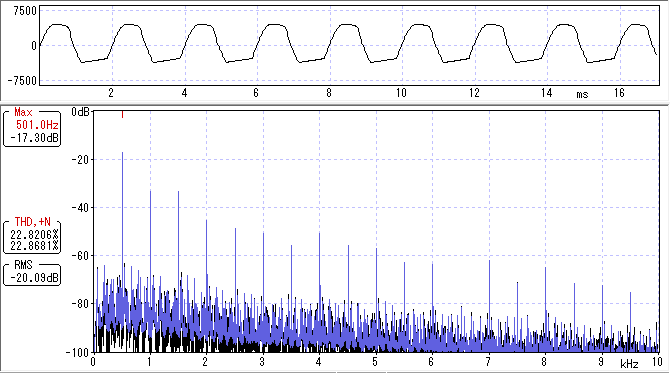 7500
0
-7500
2 4 6 8 10 12 14 ms 16
Max
501.0Hz
-17.30dB
0dB
-20
-40
THD,+N
22.8206%
22.8681%
RMS
-20.09dB
-60
-80
-100
0 1 2 3 4 5 6 7 8 9 kHz 10